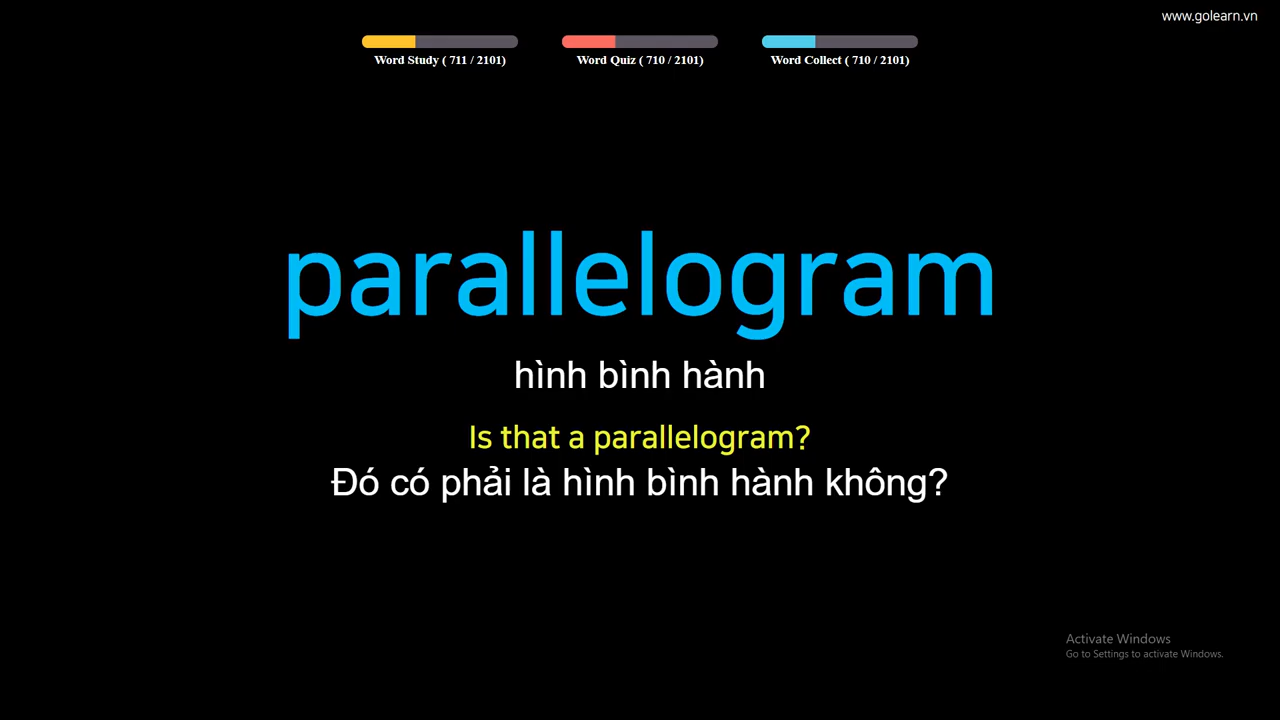 www.golearn.vn
Word Study ( 711 / 2101)
Word Quiz ( 710 / 2101)
Word Collect ( 710 / 2101)
parallelogram
hình bình hành
Is that a parallelogram?
Đó có phải là hình bình hành không?
Activate Windows
Go to Settings to activate Windows.